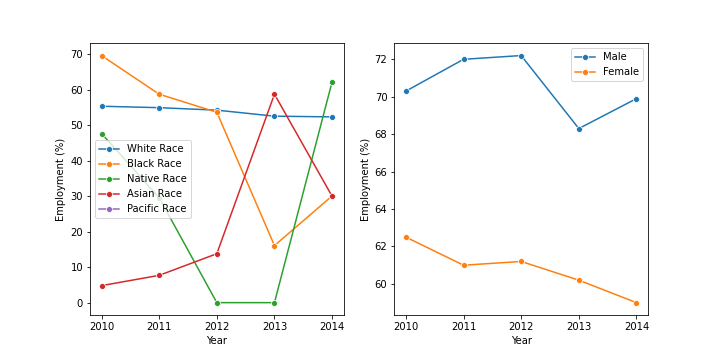 70
60
50
40
30
20
10
0
Employment (%)
White Race
Black Race
Native Race
Asian Race
Pacific Race
2010 2011 2012 2013 2014
Year
72
70
68
66
64
62
60
Employment (%)
Male
Female
2010 2011 2012 2013 2014
Year